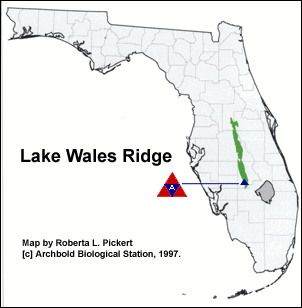 Lake Wales Ridge
A
Map by Roberta L. Pickert
[c] Archbold Biological Station, 1997.